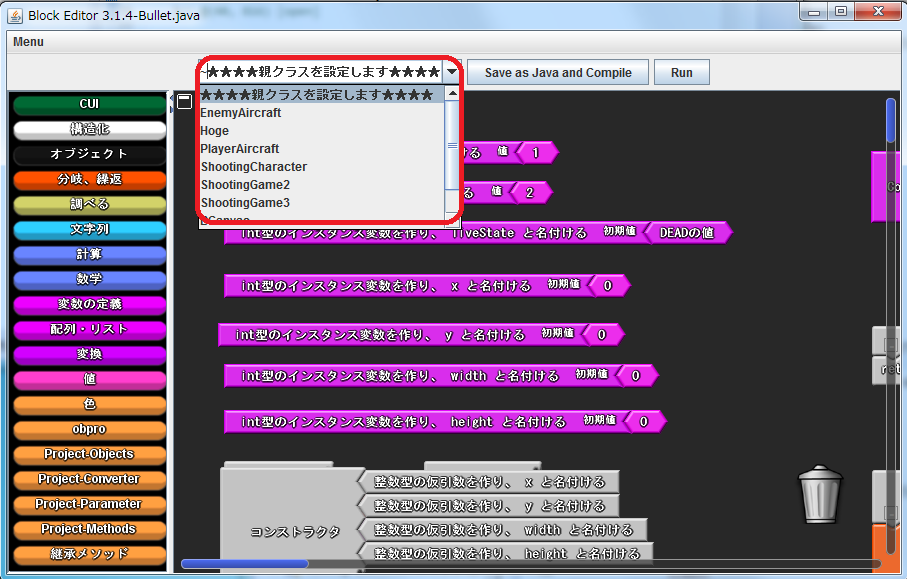 Block Editor 3.1.4-Bullet.java
Menu
★★★★親クラスを設定します★★★★
Save as Java and Compile
Run
★★★★親クラスを設定します★★★★
EnemyAircraft
Hoge
PlayerAircraft
ShootingCharacter
ShootingGame2
ShootingGame3
CUI
構造化
オブジェクト
分岐、繰返
調べる
文字列
計算
数学
変数の定義
配列・リスト
変換
値
色
obpro
Project-Objects
Project-Converter
Project-Parameter
Project-Methods
継承メソッド
ける 値 1
る 値 2
int型のインスタンス変数を作り、 liveState と名付ける 初期値 DEADの値
int型のインスタンス変数を作り、 x と名付ける 初期値 0
int型のインスタンス変数を作り、 y と名付ける 初期値 0
int型のインスタンス変数を作り、 width と名付ける 初期値 0
int型のインスタンス変数を作り、 height と名付ける 初期値 0
コンストラクタ
整数型の仮引数を作り、 x と名付ける
整数型の仮引数を作り、 y と名付ける
整数型の仮引数を作り、 width と名付ける
整数型の仮引数を作り、 height と名付ける
Co
ret